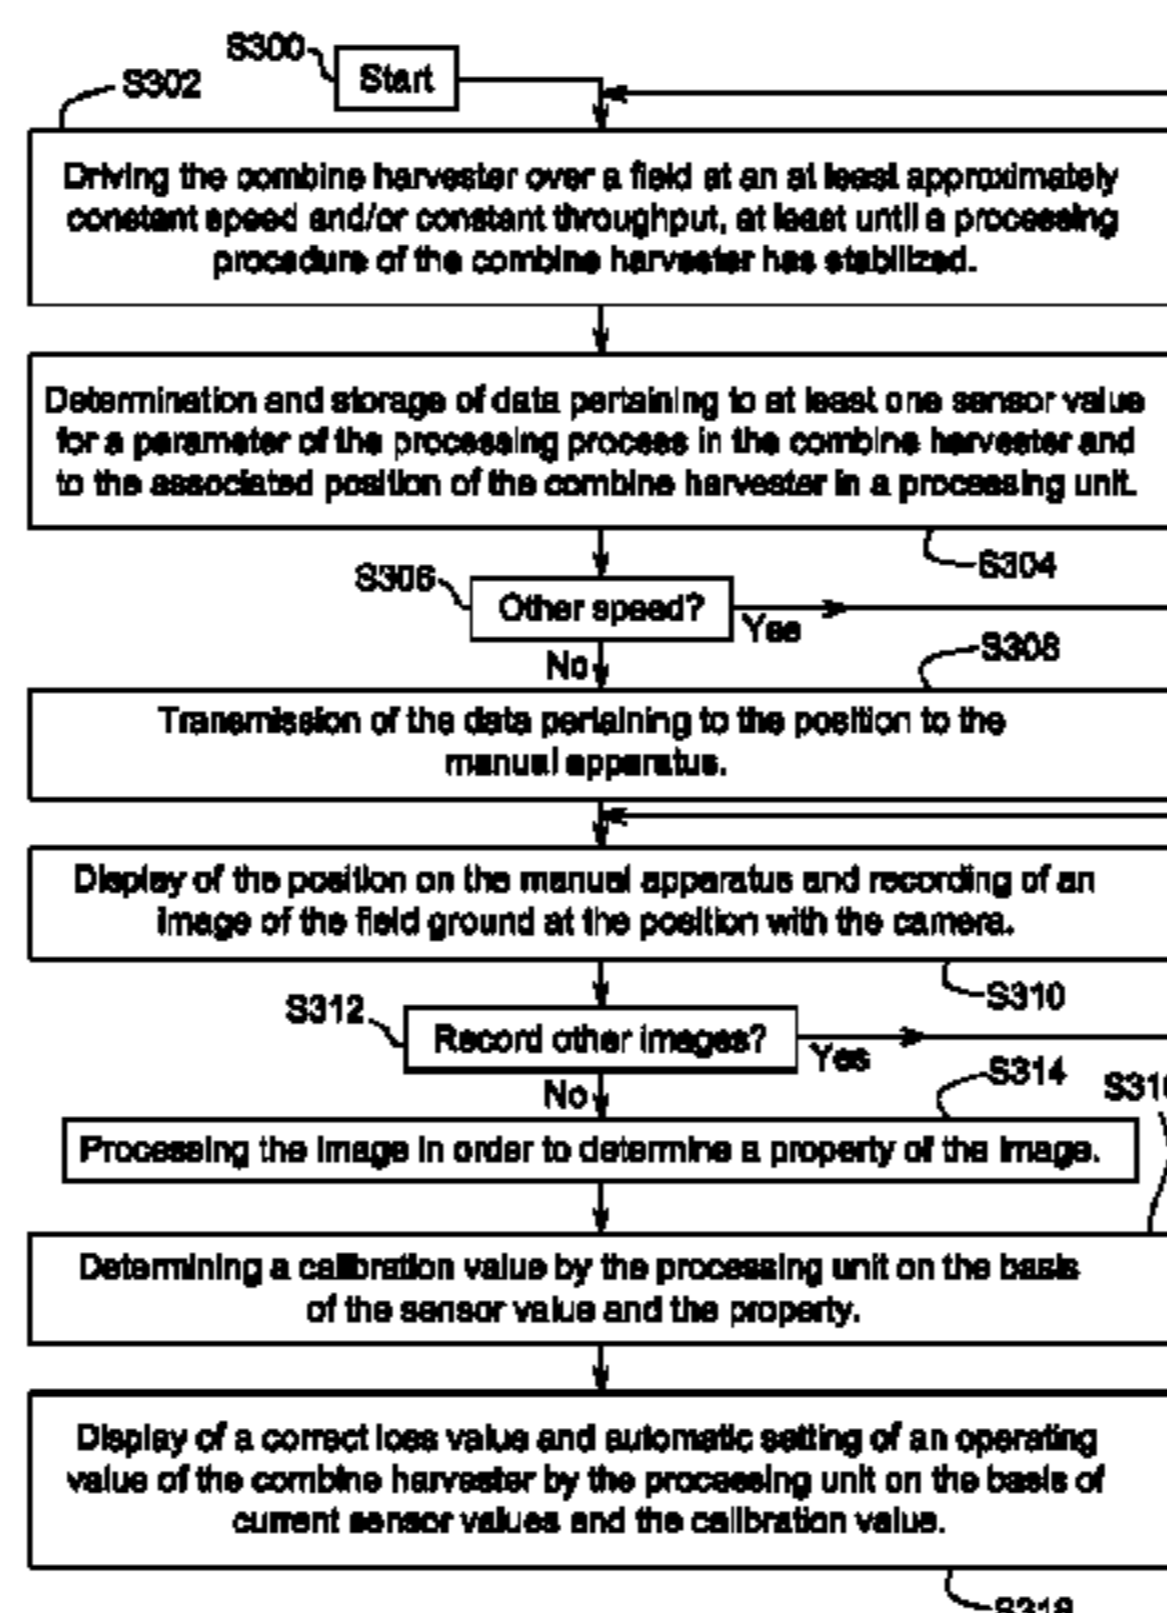 S300
Start
S302
Driving the combine harvester over a field at an at least approximately
constant speed and/or constant throughput, at least until a processing
procedure of the combine harvester has stabilized.
Determination and storage of data pertaining to at least one sensor value
for a parameter of the processing process in the combine harvester and
to the associated position of the combine harvester in a processing unit.
S304
S306
Other speed?
Yes
No
S308
Transmission of the data pertaining to the position to the
manual apparatus.
Display of the position on the manual apparatus and recording of an
image of the field ground at the position with the camera.
S310
S312
Record other images?
Yes
No
S314
Processing the image in order to determine a property of the image.
Determining a calibration value by the processing unit on the basis
of the sensor value and the property.
Display of a correct loss value and automatic setting of an operating
value of the combine harvester by the processing unit on the basis of
current sensor values and the calibration value.